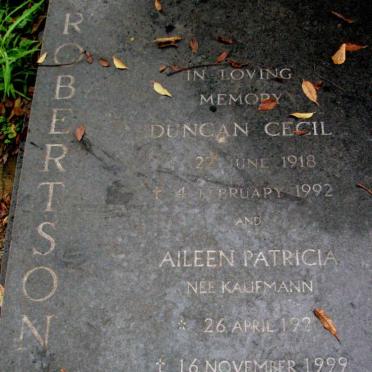 ROBERTSON
IN LOVING
MEMORY
DUNCAN CECIL
* 27 JUNE 1918
† 4 FEBRUARY 1992
AND
AILEEN PATRICIA
NÉE KAUFMANN
* 26 APRIL
† 16 NOVEMBER 1999